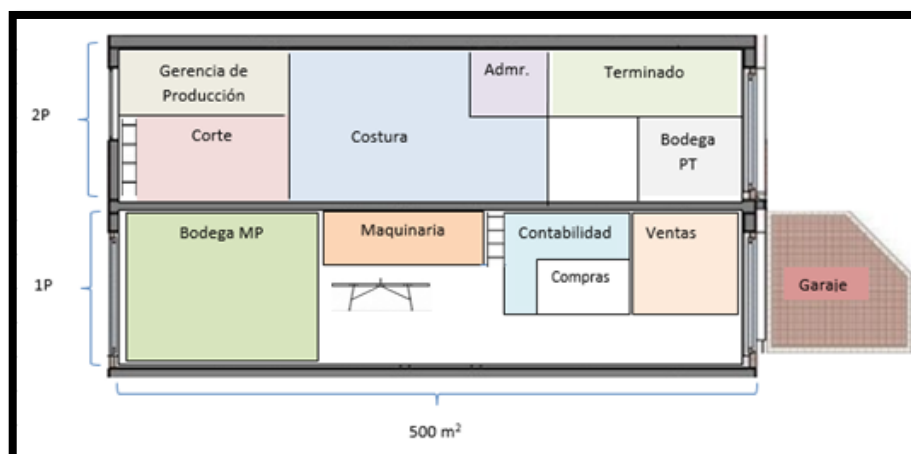 Gerencia de
Producción
Admr.
Terminado
2P
Corte
Costura
Bodega
PT
Bodega MP
Maquinaria
Contabilidad
Ventas
Compras
1P
Garaje
500 m²